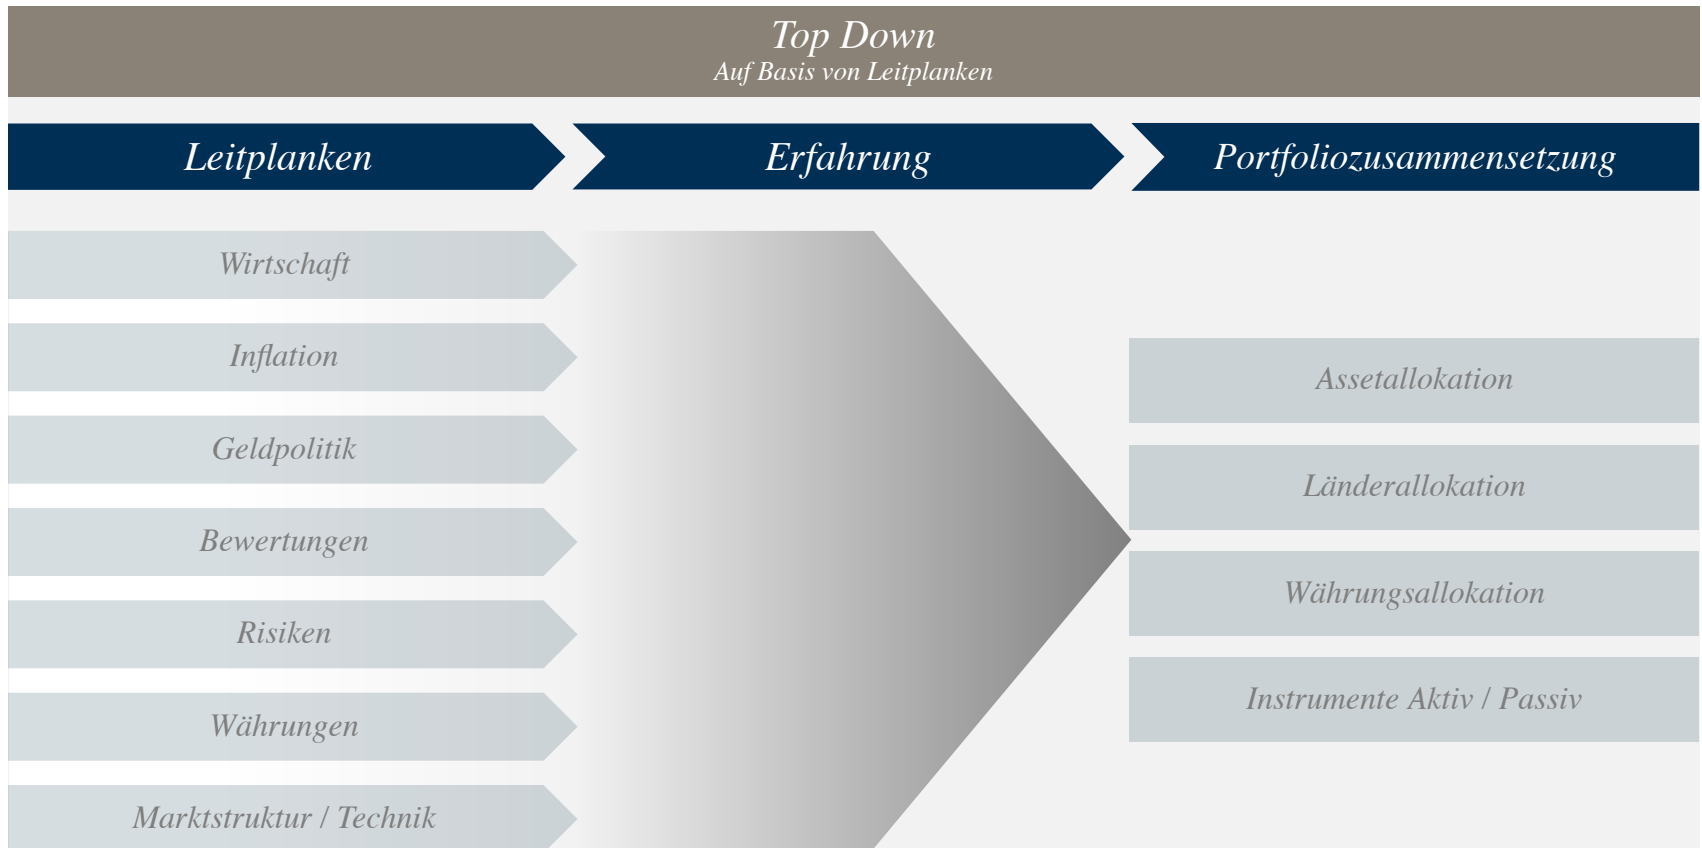 Top Down
Auf Basis von Leitplanken
Leitplanken
Erfahrung
Portfoliozusammensetzung
Wirtschaft
Inflation
Geldpolitik
Bewertungen
Risiken
Währungen
Marktstruktur / Technik
Assetallokation
Länderallokation
Währungsallokation
Instrumente Aktiv / Passiv